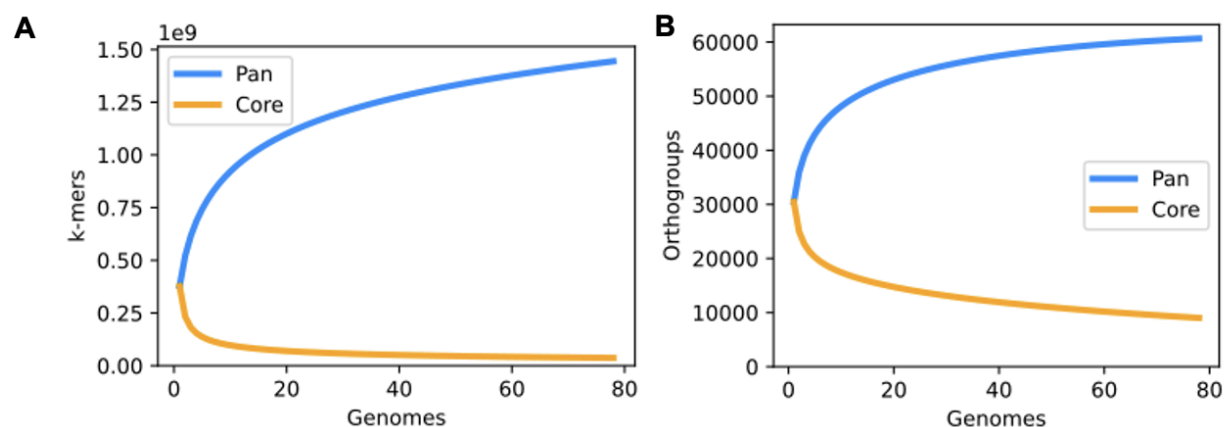 A
1e9
1.50
1.25
1.00
0.75
0.50
0.25
0.00
k-mers
Pan
Core
0 20 40 60 80
Genomes
B
60000
50000
40000
30000
20000
10000
0
Orthogroups
Pan
Core
0 20 40 60 80
Genomes